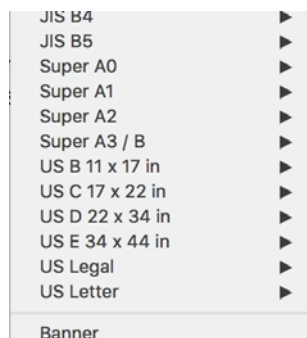 JIS B4
JIS B5
Super A0
Super A1
Super A2
Super A3 / B
US B 11 x 17 in
US C 17 x 22 in
US D 22 x 34 in
US E 34 x 44 in
US Legal
US Letter
Banner